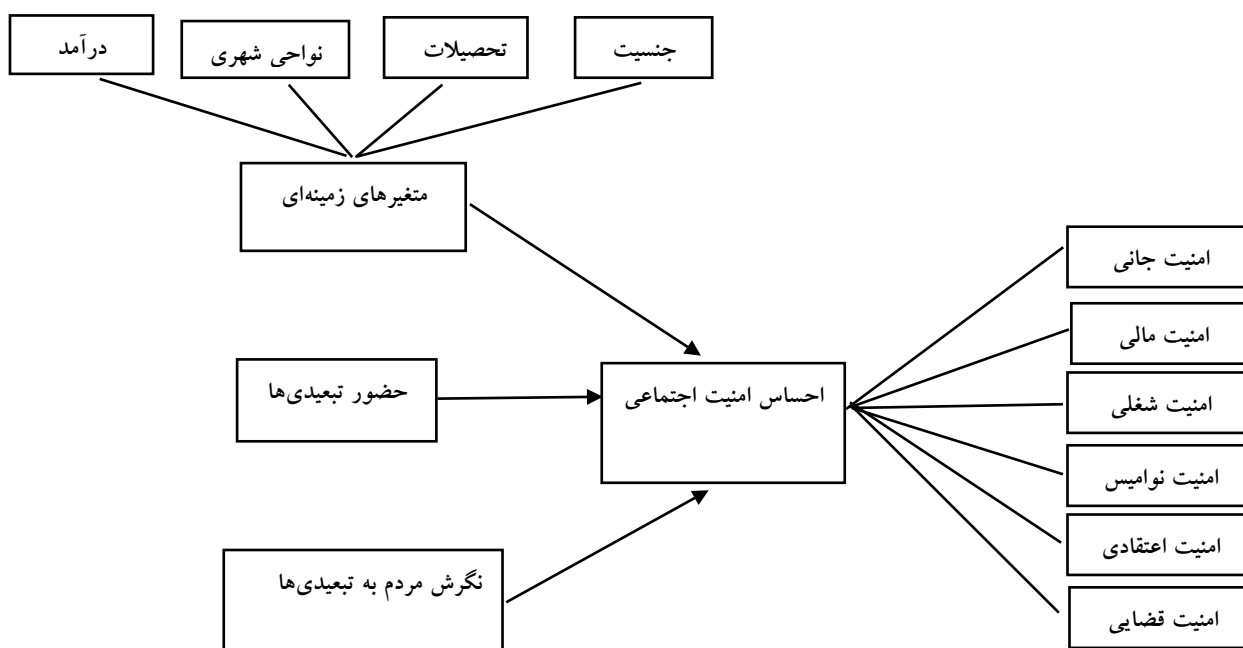 جنسیت
تحصیلات
نواحی شهری
درآمد
متغیرهای زمینه‌ای
امنیت جانی
امنیت مالی
حضور تبعیدی‌ها
احساس امنیت اجتماعی
امنیت شغلی
امنیت نوامیس
امنیت اعتقادی
نگرش مردم به تبعیدی‌ها
امنیت قضایی